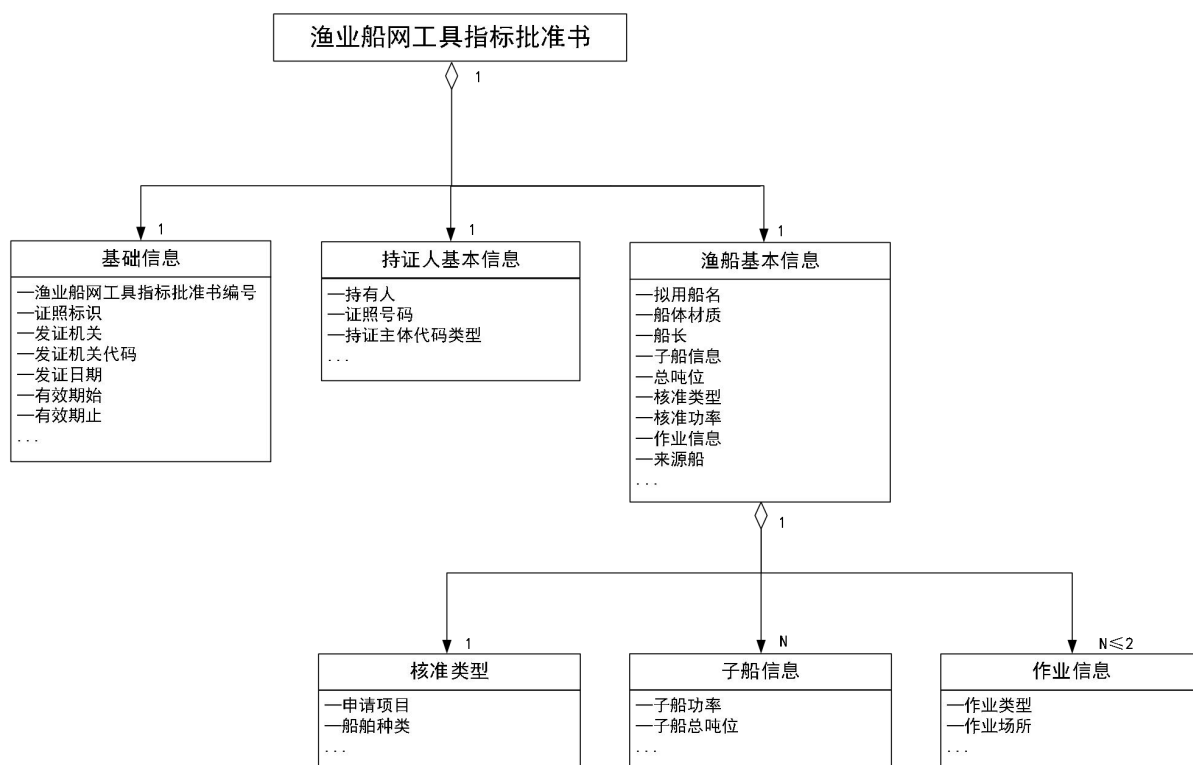 渔业船网工具指标批准书
1
1
1
1
基础信息
—渔业船网工具指标批准书编号
—证照标识
—发证机关
—发证机关代码
—发证日期
—有效期始
—有效期止
...
持证人基本信息
—持有人
—证照号码
—持证主体代码类型
...
渔船基本信息
—拟用船名
—船体材质
—船长
—子船信息
—总吨位
—核准类型
—核准功率
—作业信息
—来源船
...
1
1
N
N≤2
核准类型
—申请项目
—船舶种类
...
子船信息
—子船功率
—子船总吨位
...
作业信息
—作业类型
—作业场所
...